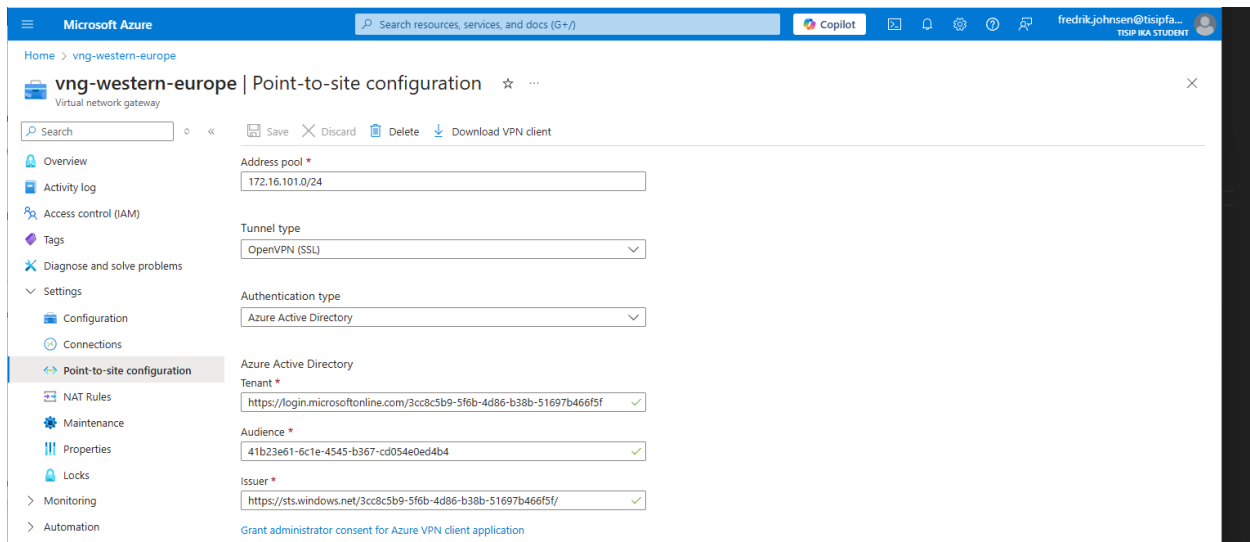 Microsoft Azure
Search resources, services, and docs (G+/)
Copilot
fredrik.johnsen@tisipfa...
TISIP IKA STUDENT
Home > vng-western-europe
vng-western-europe | Point-to-site configuration
Virtual network gateway
Search
Save
Discard
Delete
Download VPN client
Overview
Activity log
Access control (IAM)
Tags
Diagnose and solve problems
Settings
Configuration
Connections
Point-to-site configuration
NAT Rules
Maintenance
Properties
Locks
Monitoring
Automation
Address pool *
172.16.101.0/24
Tunnel type
OpenVPN (SSL)
Authentication type
Azure Active Directory
Azure Active Directory
Tenant *
https://login.microsoftonline.com/3cc8c5b9-5f6b-4d86-b38b-51697b466f5f
Audience *
41b23e61-6c1e-4545-b367-cd054e0ed4b4
Issuer *
https://sts.windows.net/3cc8c5b9-5f6b-4d86-b38b-51697b466f5f/
Grant administrator consent for Azure VPN client application